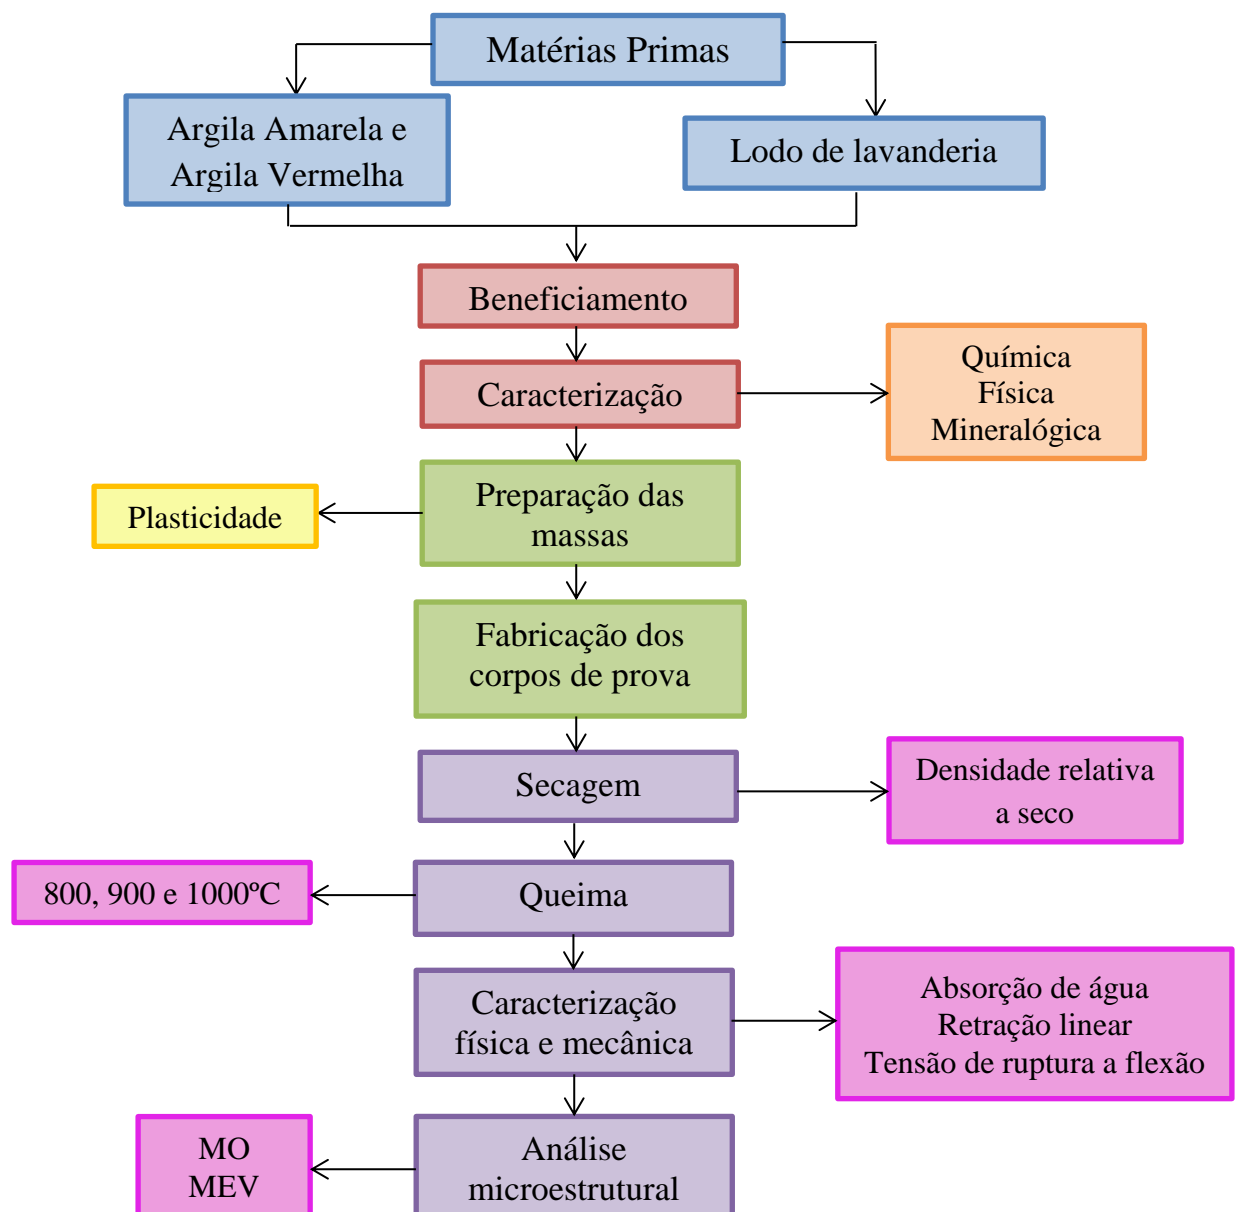 Matérias Primas
Argila Amarela e
Argila Vermelha
Lodo de lavanderia
Beneficiamento
Caracterização
Química
Física
Mineralógica
Preparação das
massas
Plasticidade
Fabricação dos
corpos de prova
Secagem
Densidade relativa
a seco
Queima
800, 900 e 1000ºC
Caracterização
física e mecânica
Absorção de água
Retração linear
Tensão de ruptura a flexão
Análise
microestrutural
MO
MEV